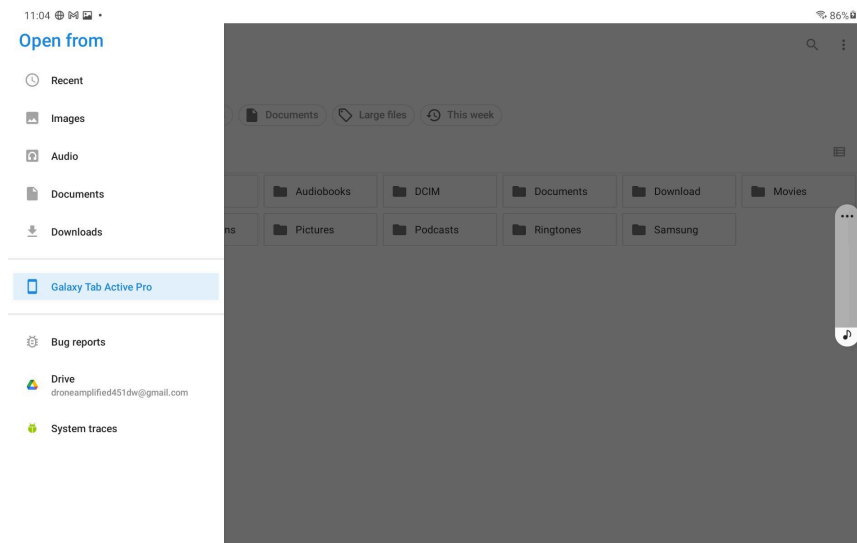 11:04
86%
Open from
Recent
Images
Audio
Documents
Downloads
Galaxy Tab Active Pro
Bug reports
Drive
droneamplified451dw@gmail.com
System traces
Documents
Large files
This week
Audiobooks
DCIM
Documents
Download
Movies
ns
Pictures
Podcasts
Ringtones
Samsung